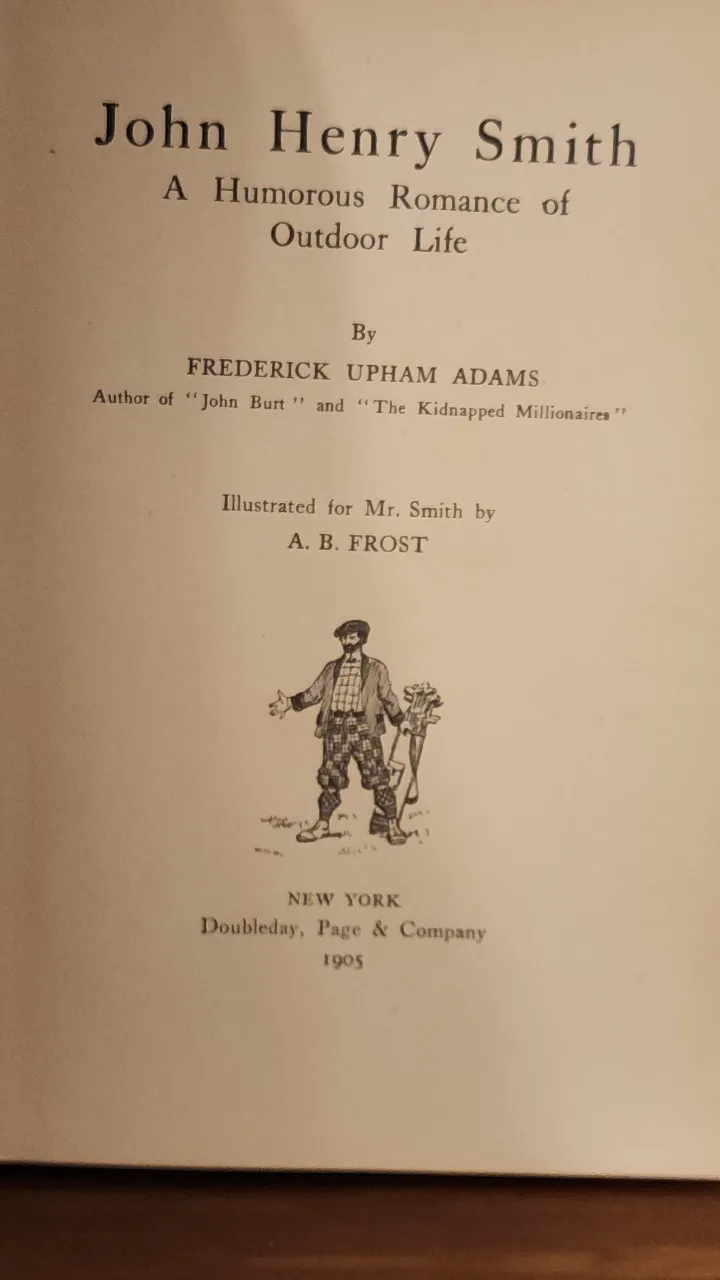 John Henry Smith
A Humorous Romance of
Outdoor Life
By
FREDERICK UPHAM ADAMS
Author of "John Burt" and "The Kidnapped Millionaires"
Illustrated for Mr. Smith by
A. B. FROST
NEW YORK
Doubleday, Page & Company
1905